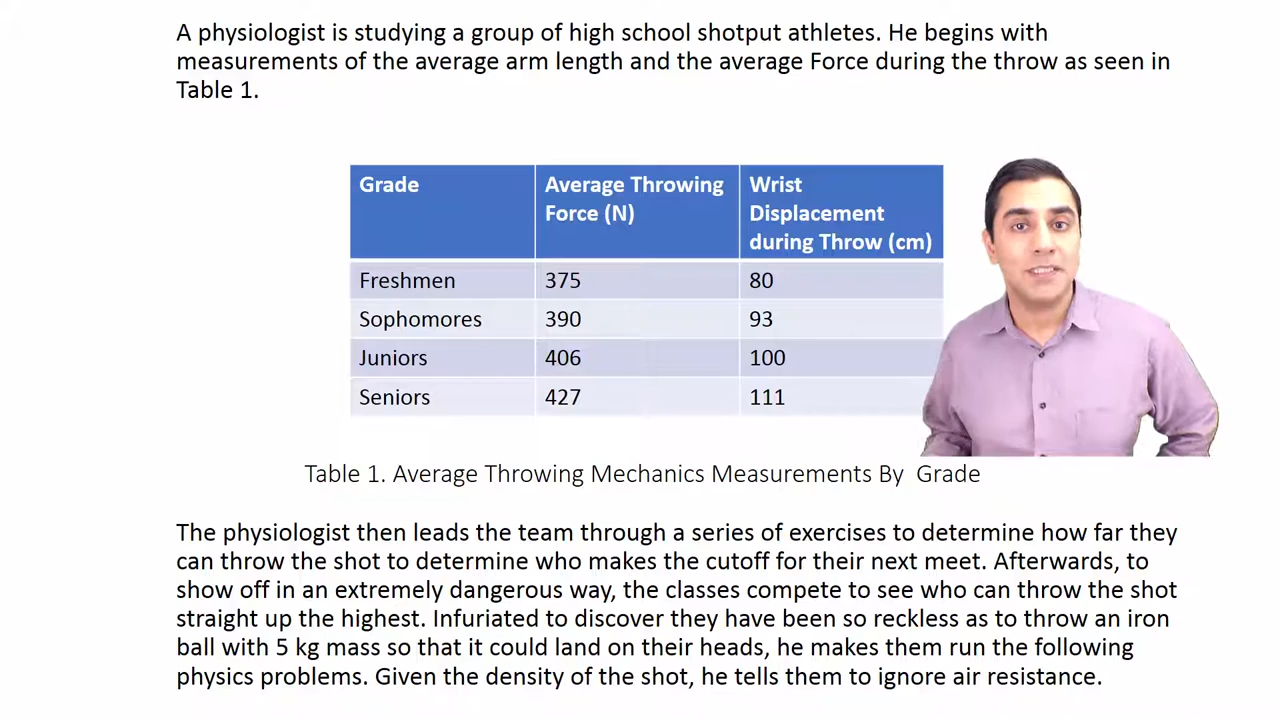 A physiologist is studying a group of high school shotput athletes. He begins with
measurements of the average arm length and the average Force during the throw as seen in
Table 1.
Grade
Average Throwing
Force (N)
Wrist
Displacement
during Throw (cm)
Freshmen 375 80
Sophomores 390 93
Juniors 406 100
Seniors 427 111
Table 1. Average Throwing Mechanics Measurements By Grade
The physiologist then leads the team through a series of exercises to determine how far they
can throw the shot to determine who makes the cutoff for their next meet. Afterwards, to
show off in an extremely dangerous way, the classes compete to see who can throw the shot
straight up the highest. Infuriated to discover they have been so reckless as to throw an iron
ball with 5 kg mass so that it could land on their heads, he makes them run the following
physics problems. Given the density of the shot, he tells them to ignore air resistance.